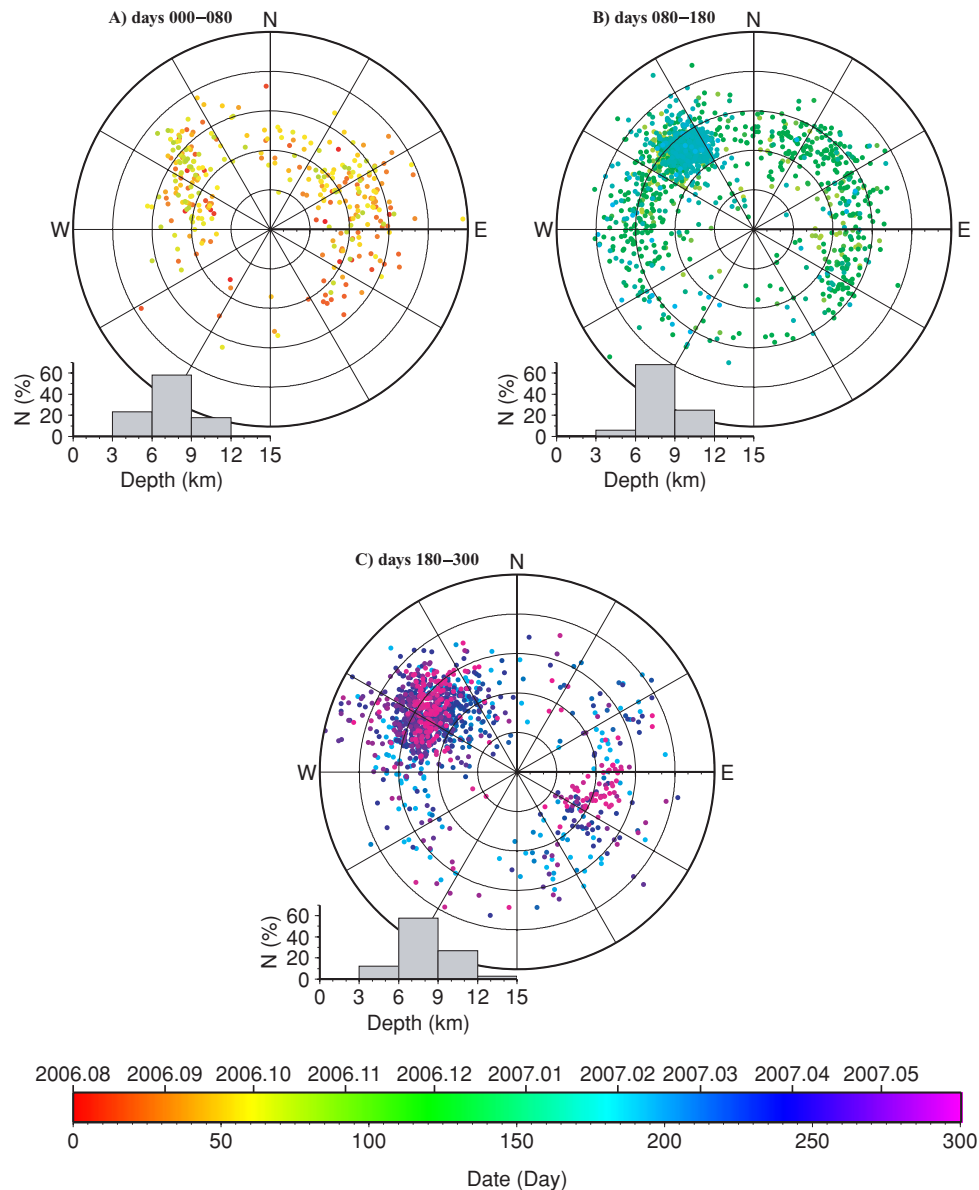 A) days 000–080
N
W
E
N (%)
60
40
20
0
0 3 6 9 12 15
Depth (km)
B) days 080–180
N
W
E
N (%)
60
40
20
0
0 3 6 9 12 15
Depth (km)
C) days 180–300
N
W
E
N (%)
60
40
20
0
0 3 6 9 12 15
Depth (km)
2006.08 2006.09 2006.10 2006.11 2006.12 2007.01 2007.02 2007.03 2007.04 2007.05
0 50 100 150 200 250 300
Date (Day)